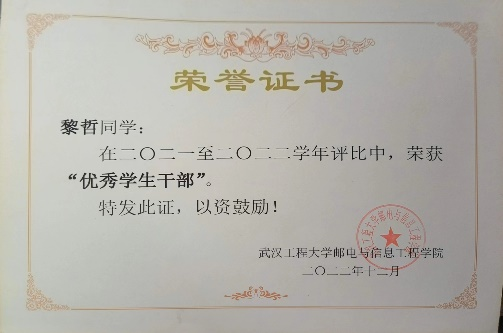 荣誉证书
黎哲同学：
在二〇二一至二〇二二学年评比中，荣获
“优秀学生干部”。
特发此证，以资鼓励！
武汉工程大学邮电与信息工程学院
二〇二二年十二月